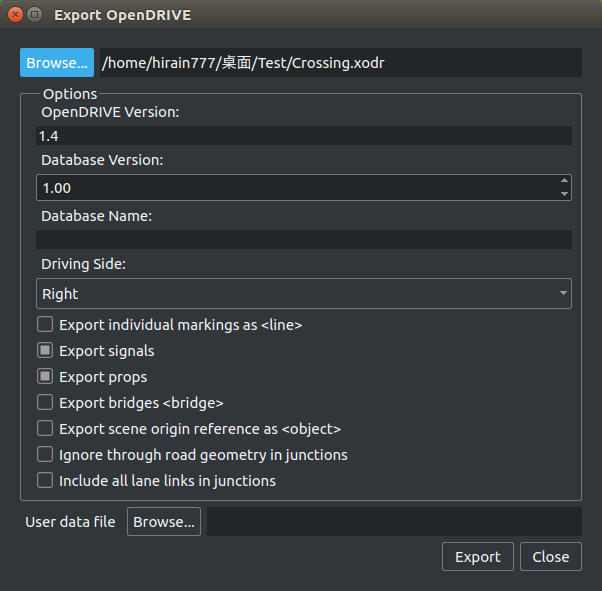 Export OpenDRIVE
Browse... /home/hirain777/桌面/Test/Crossing.xodr
Options
OpenDRIVE Version:
1.4
Database Version:
1.00
Database Name:
Driving Side:
Right
Export individual markings as <line>
Export signals
Export props
Export bridges <bridge>
Export scene origin reference as <object>
Ignore through road geometry in junctions
Include all lane links in junctions
User data file Browse...
Export Close